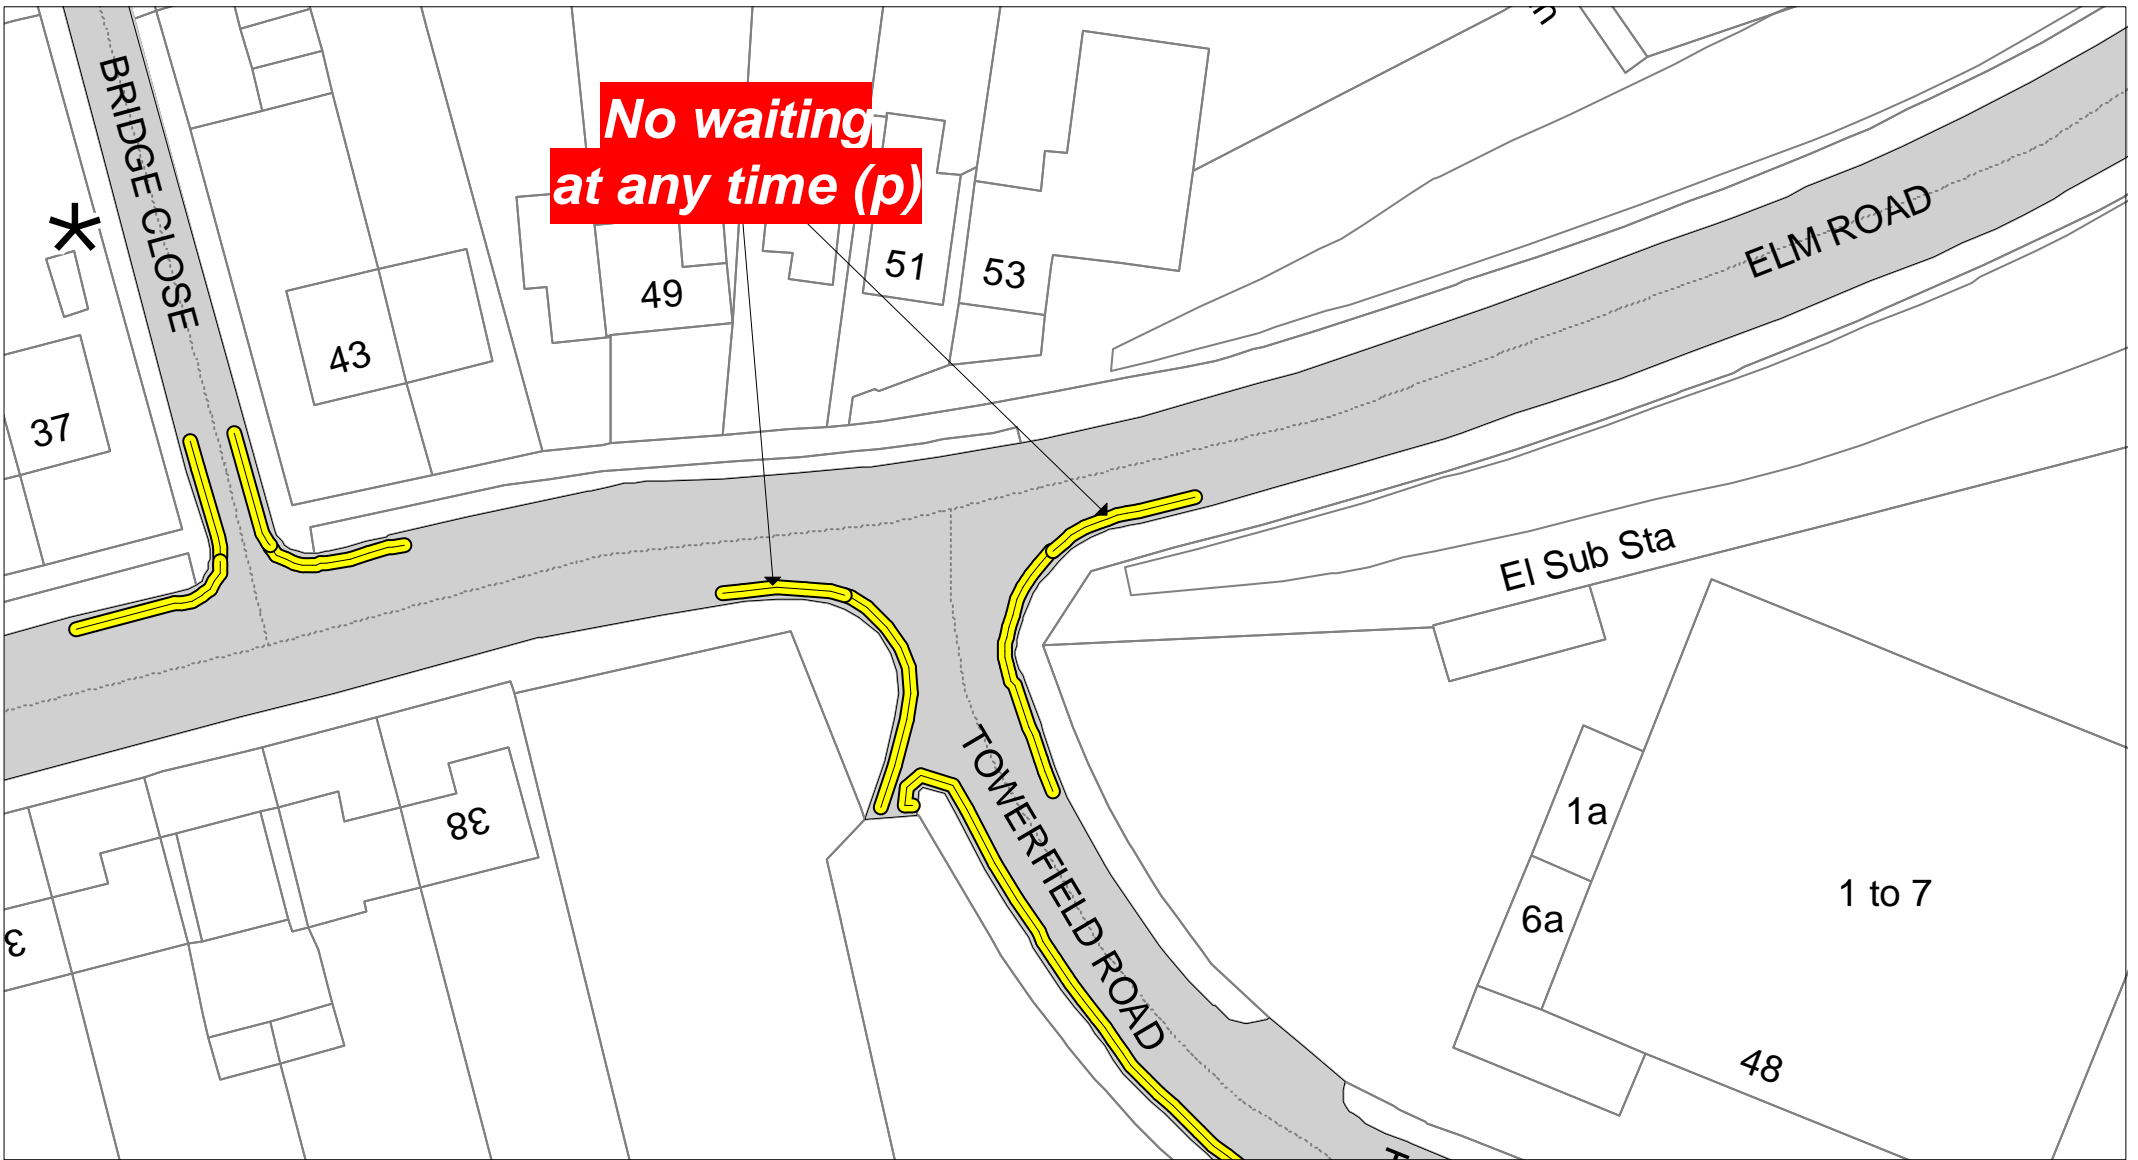 BRIDGE CLOSE
No waiting
at any time (p)
ELM ROAD
51
53
49
43
37
El Sub Sta
TOWERFIELD ROAD
38
1a
1 to 7
6a
3
48